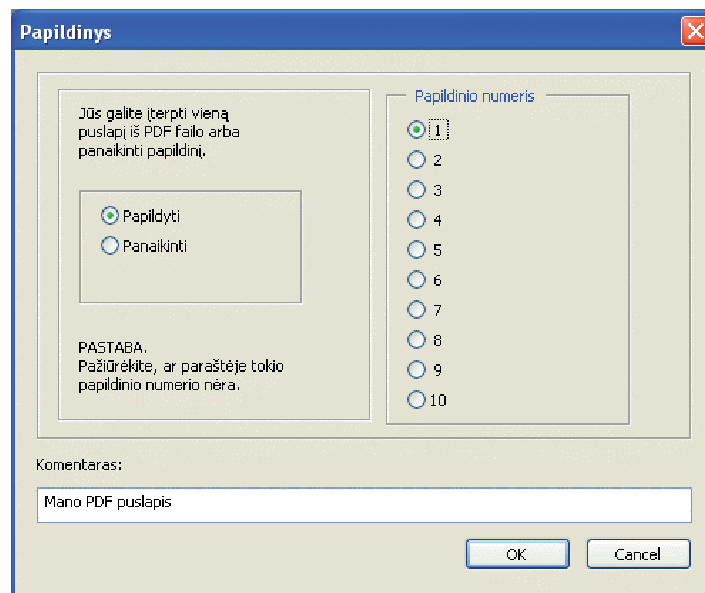 Papildinys
Jūs galite įterpti vieną
puslapį iš PDF failo arba
panaikinti papildinį.
Papildyti
Panaikinti
PASTABA.
Pažiūrėkite, ar paraštėje tokio
papildinio numerio nėra.
Papildinio numeris
1
2
3
4
5
6
7
8
9
10
Komentaras:
Mano PDF puslapis
OK
Cancel